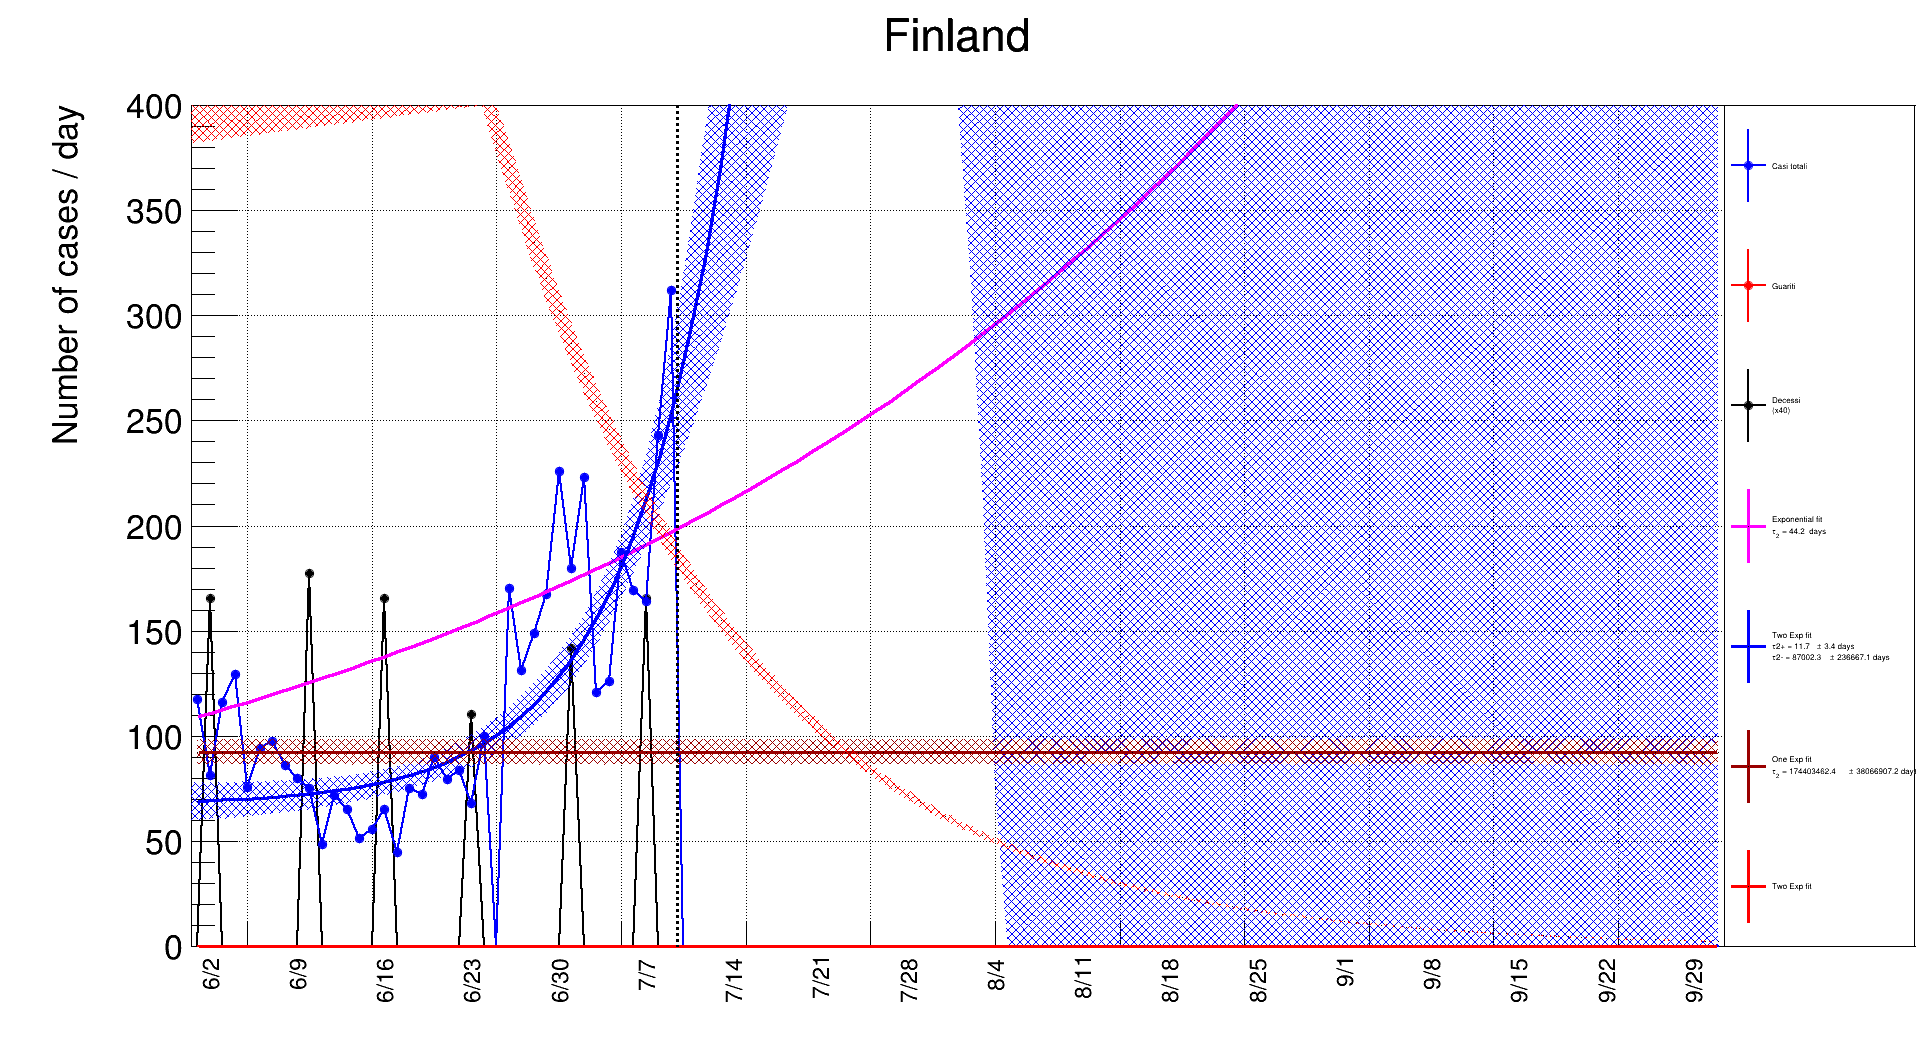 Finland
Number of cases / day
400
350
300
250
200
150
100
50
0
6/2
6/9
6/16
6/23
6/30
7/7
7/14
7/21
7/28
8/4
8/11
8/18
8/25
9/1
9/8
9/15
9/22
9/29
Casi totali
Guariti
Decessi
(x40)
Exponential fit
τ2 = 44.2 days
Two Exp fit
τ2+ = 11.7 ± 3.4 days
τ2- = 87002.3 ± 236667.1 days
One Exp fit
τ2 = 174403462.4 ± 38066907.2 days
Two Exp fit